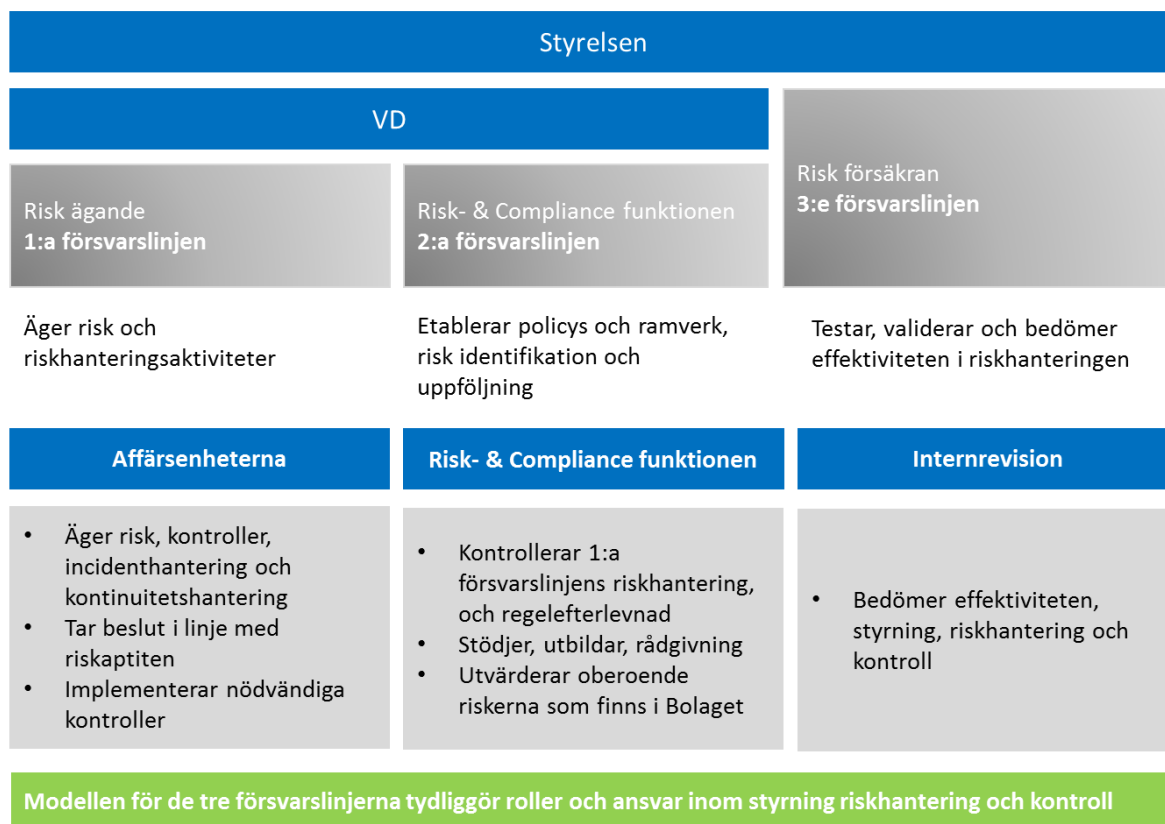 Styrelsen
VD
Risk ägande
1:a försvarslinjen
Risk- & Compliance funktionen
2:a försvarslinjen
Risk försäkran
3:e försvarslinjen
Äger risk och
riskhanteringsaktiviteter
Etablerar policys och ramverk,
risk identifikation och
uppföljning
Testar, validerar och bedömer
effektiviteten i riskhanteringen
Affärsenheterna
Risk- & Compliance funktionen
Internrevision
• Äger risk, kontroller,
incidenthantering och
kontinuitetshantering
• Tar beslut i linje med
riskaptiten
• Implementerar nödvändiga
kontroller
• Kontrollerar 1:a
försvarslinjens riskhantering,
och regelefterlevnad
• Stödjer, utbildar, rådgivning
• Utvärderar oberoende
riskerna som finns i Bolaget
• Bedömer effektiviteten,
styrning, riskhantering och
kontroll
Modellen för de tre försvarslinjerna tydliggör roller och ansvar inom styrning riskhantering och kontroll